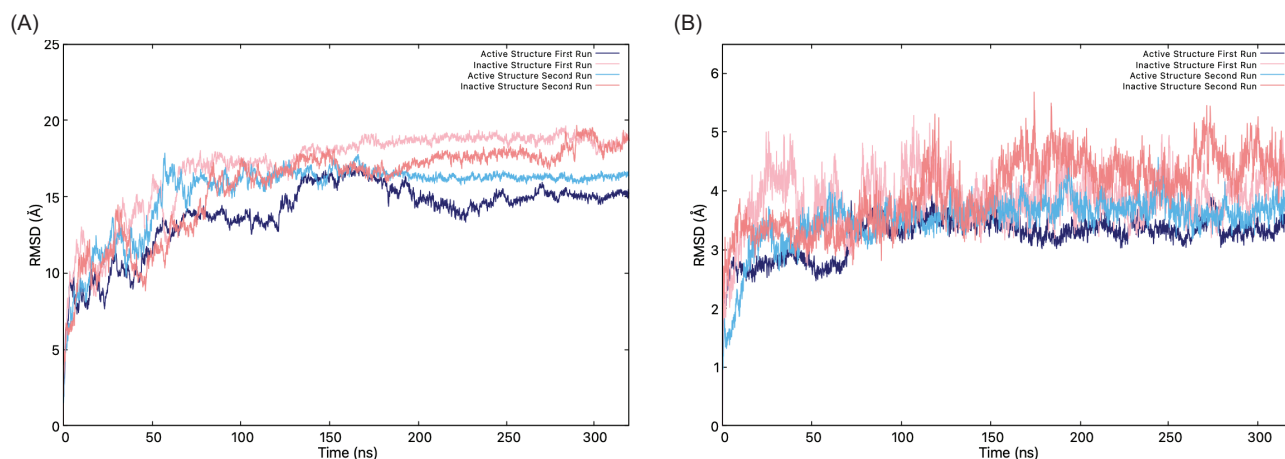 (A)
25
20
15
10
5
0
RMSD (Å)
0 50 100 150 200 250 300
Time (ns)
Active Structure First Run
Inactive Structure First Run
Active Structure Second Run
Inactive Structure Second Run
(B)
6
5
4
3
2
1
0
RMSD (Å)
0 50 100 150 200 250 300
Time (ns)
Active Structure First Run
Inactive Structure First Run
Active Structure Second Run
Inactive Structure Second Run